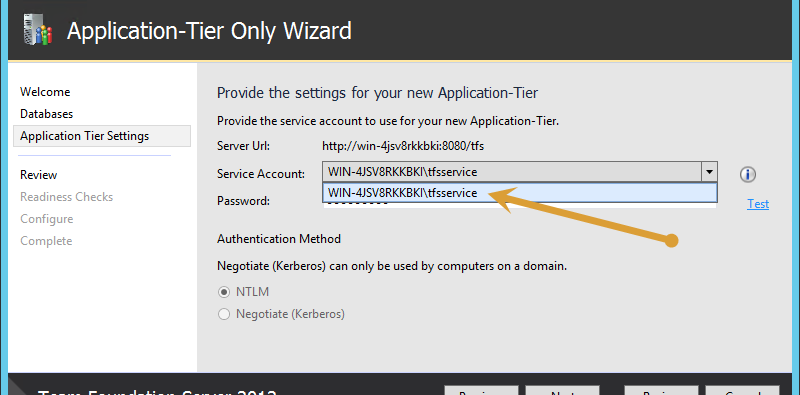 Application-Tier Only Wizard
Welcome
Databases
Application Tier Settings
Review
Readiness Checks
Configure
Complete
Provide the settings for your new Application-Tier
Provide the service account to use for your new Application-Tier.
Server Url: http://win-4jsv8rkkbki:8080/tfs
Service Account: WIN-4JSV8RKKBKI\tfsservice
WIN-4JSV8RKKBKI\tfsservice
Password:
Test
Authentication Method
Negotiate (Kerberos) can only be used by computers on a domain.
NTLM
Negotiate (Kerberos)
Team Foundation Server